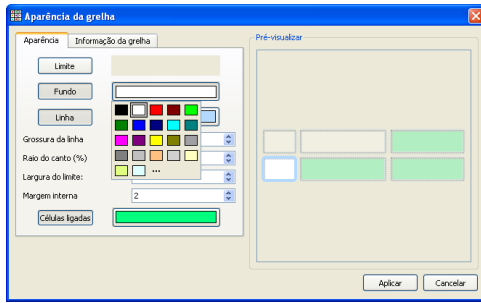 Aparência da grelha
Aparência Informação da grelha
Pré-visualizar
Limite
Fundo
Linha
...
Grossura da linha
Raio do canto (%)
Largura do limite:
Margem interna 2
Células ligadas
Aplicar Cancelar